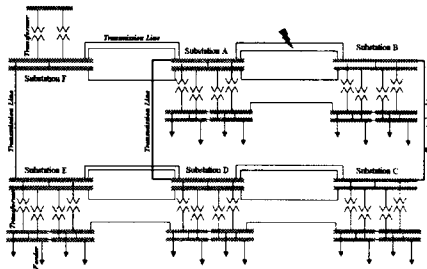 Transformer
Transmission Line
Substation F
Substation A
Substation B
Transmission Line
Transmission Line
Substation E
Substation D
Substation C
Transformer
Feeder